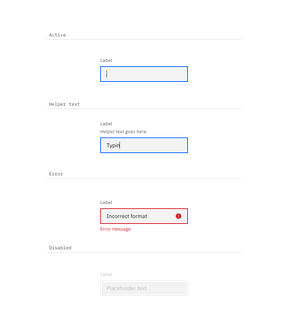 Active
Label
Helper text
Label
Helper text goes here.
Typin
Error
Label
Incorrect format
Error message
Disabled
Label
Placeholder text